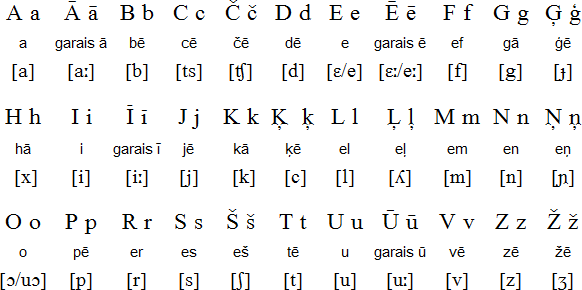 A a Ā ā B b C c Č č D d E e Ē ē F f G g Ģ ģ
a garais ā bē cē čē dē e garais ē ef gā ģē
[a] [aː] [b] [ts] [ʧ] [d] [ɛ/e] [ɛː/eː] [f] [g] [ɟ]
H h I i Ī ī J j K k Ķ ķ L l Ļ ļ M m N n Ņ ņ
hā i garais ī jē kā ķē el eļ em en eņ
[x] [i] [iː] [j] [k] [c] [l] [ʎ] [m] [n] [ɲ]
O o P p R r S s Š š T t U u Ū ū V v Z z Ž ž
o pē er es eš tē u garais ū vē zē žē
[ɔ/uɔ] [p] [r] [s] [ʃ] [t] [u] [uː] [v] [z] [ʒ]